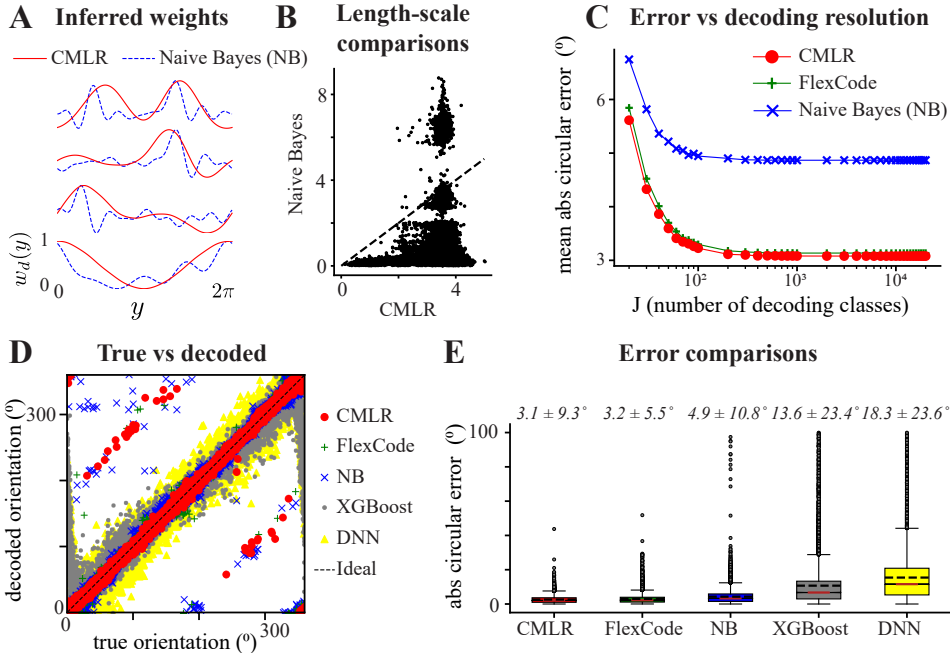 A
Inferred weights
CMLR
Naive Bayes (NB)
w_d(y)
1
0
0
2π
y
B
Length-scale
comparisons
Naive Bayes
8
4
0
0
4
CMLR
C
Error vs decoding resolution
mean abs circular error (º)
6
3
CMLR
FlexCode
Naive Bayes (NB)
10²
10³
10⁴
J (number of decoding classes)
D
True vs decoded
decoded orientation (º)
300
0
0
300
true orientation (º)
CMLR
FlexCode
NB
XGBoost
DNN
Ideal
E
Error comparisons
3.1 ± 9.3° 3.2 ± 5.5° 4.9 ± 10.8° 13.6 ± 23.4° 18.3 ± 23.6°
abs circular error (º)
100
0
CMLR FlexCode NB XGBoost DNN